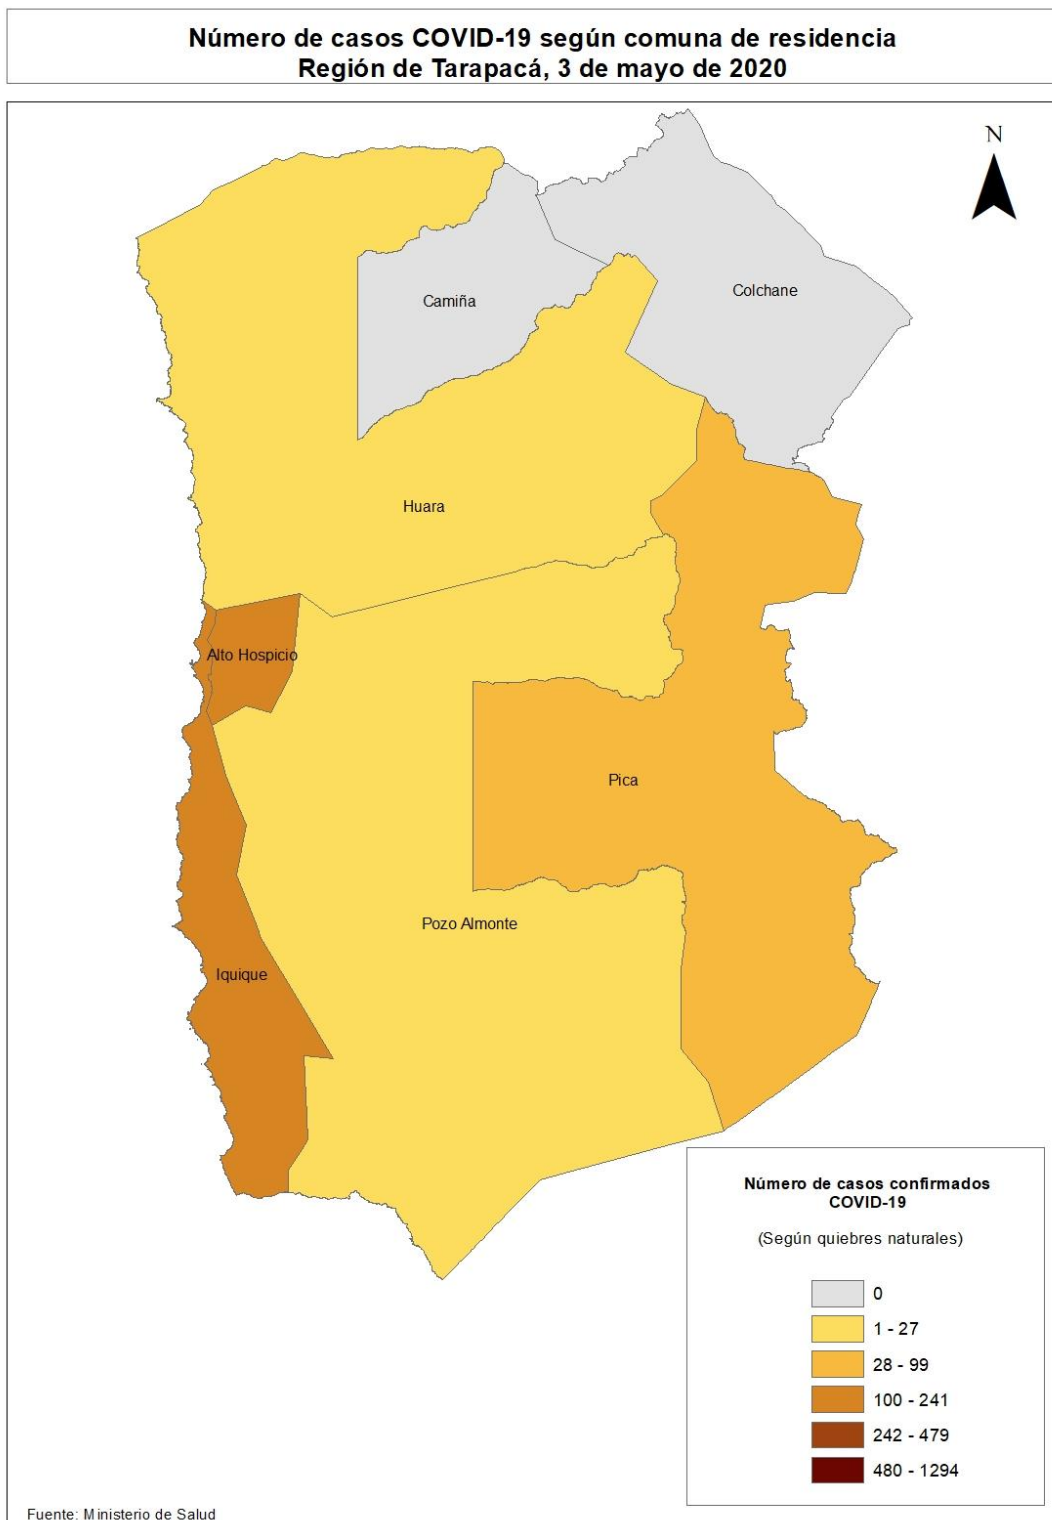 Número de casos COVID-19 según comuna de residencia
Región de Tarapacá, 3 de mayo de 2020
N
Camiña
Colchane
Huara
Alto Hospicio
Pica
Pozo Almonte
Iquique
Número de casos confirmados
COVID-19
(Según quiebres naturales)
0
1 - 27
28 - 99
100 - 241
242 - 479
480 - 1294
Fuente: Ministerio de Salud